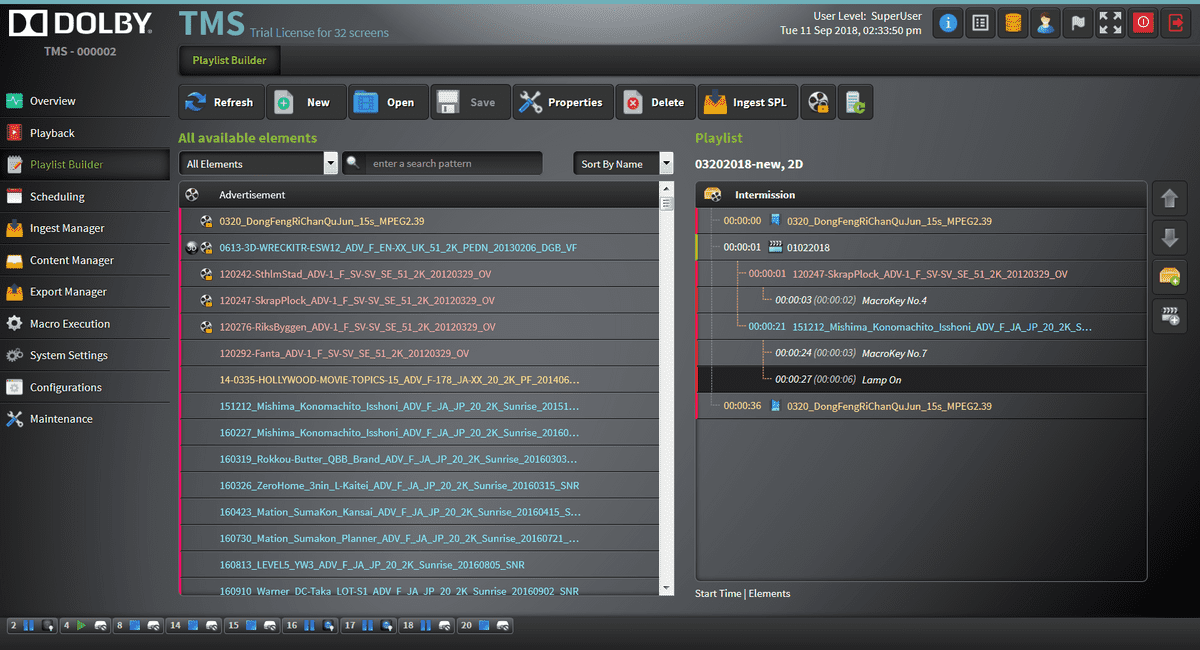 DOLBY
TMS - 000002
TMS Trial License for 32 screens
User Level: SuperUser
Tue 11 Sep 2018, 02:33:50 pm
Playlist Builder
Overview
Playback
Playlist Builder
Scheduling
Ingest Manager
Content Manager
Export Manager
Macro Execution
System Settings
Configurations
Maintenance
Refresh
New
Open
Save
Properties
Delete
Ingest SPL
All available elements
All Elements
enter a search pattern
Sort By Name
Advertisement
0320_DongFengRiChanQuJun_15s_MPEG2.39
3D 0613-3D-WRECKITR-ESW12_ADV_F_EN-XX_UK_51_2K_PEDN_20130206_DGB_VF
120242-SthlmStad_ADV-1_F_SV-SV_SE_51_2K_20120329_OV
120247-SkrapPlock_ADV-1_F_SV-SV_SE_51_2K_20120329_OV
120276-RiksByggen_ADV-1_F_SV-SV_SE_51_2K_20120329_OV
120292-Fanta_ADV-1_F_SV-SV_SE_51_2K_20120329_OV
14-0335-HOLLYWOOD-MOVIE-TOPICS-15_ADV_F-178_JA-XX_20_2K_PF_201406...
151212_Mishima_Konomachito_Isshoni_ADV_F_JA_JP_20_2K_Sunrise_20151...
160227_Mishima_Konomachito_Isshoni_ADV_F_JA_JP_20_2K_Sunrise_20160...
160319_Rokkou-Butter_QBB_Brand_ADV_F_JA_JP_20_2K_Sunrise_20160303...
160326_ZeroHome_3nin_L-Kaitei_ADV_F_JA_JP_20_2K_Sunrise_20160315_SNR
160423_Mation_SumaKon_Kansai_ADV_F_JA_JP_20_2K_Sunrise_20160415_S...
160730_Mation_Sumakon_Planner_ADV_F_JA_JP_20_2K_Sunrise_20160721_...
160813_LEVEL5_YW3_ADV_F_JA_JP_20_2K_Sunrise_20160805_SNR
160910_Warner_DC-Taka_LOT-S1_ADV_F_JA_JP_20_2K_Sunrise_20160902_SNR
Playlist
03202018-new, 2D
Intermission
00:00:00 0320_DongFengRiChanQuJun_15s_MPEG2.39
00:00:01 01022018
00:00:01 120247-SkrapPlock_ADV-1_F_SV-SV_SE_51_2K_20120329_OV
00:00:03 (00:00:02) MacroKey No.4
00:00:21 151212_Mishima_Konomachito_Isshoni_ADV_F_JA_JP_20_2K_S...
00:00:24 (00:00:03) MacroKey No.7
00:00:27 (00:00:06) Lamp On
00:00:36 0320_DongFengRiChanQuJun_15s_MPEG2.39
Start Time | Elements
2 4 8 14 15 16 17 18 20